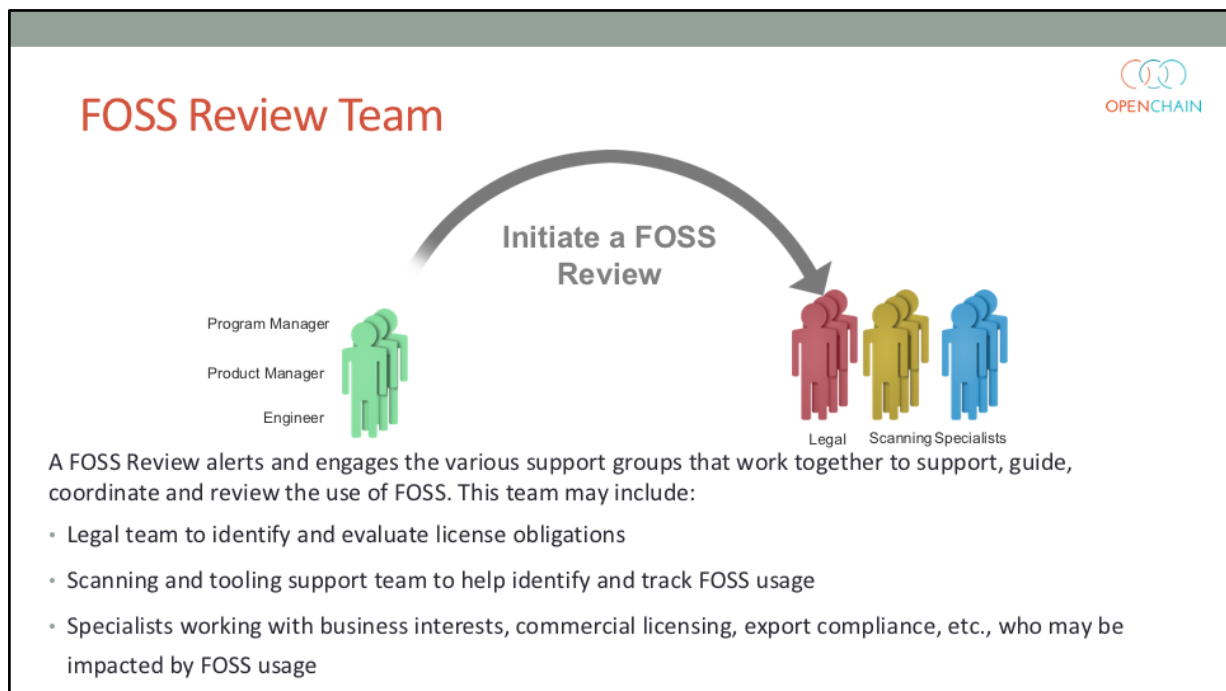 OPENCHAIN
FOSS Review Team
Initiate a FOSS
Review
Program Manager
Product Manager
Engineer
Legal
Scanning
Specialists
A FOSS Review alerts and engages the various support groups that work together to support, guide,
coordinate and review the use of FOSS. This team may include:
• Legal team to identify and evaluate license obligations
• Scanning and tooling support team to help identify and track FOSS usage
• Specialists working with business interests, commercial licensing, export compliance, etc., who may be
impacted by FOSS usage